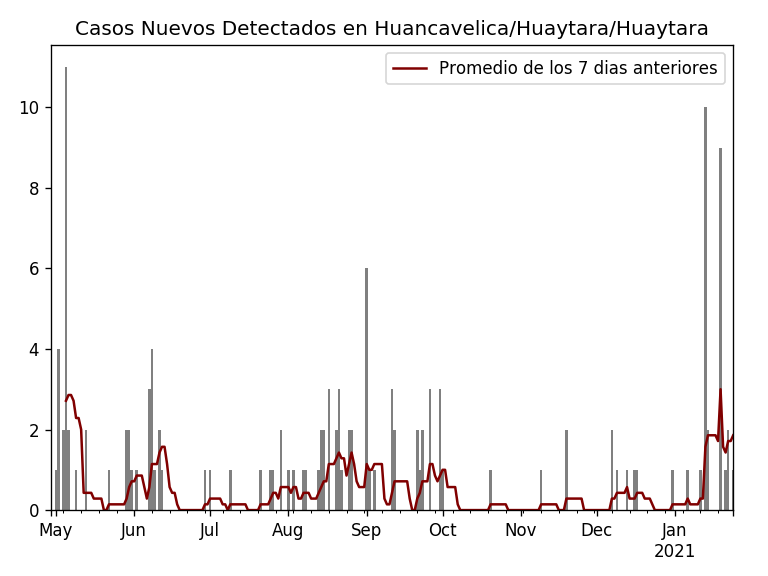 Casos Nuevos Detectados en Huancavelica/Huaytara/Huaytara
Promedio de los 7 dias anteriores
10
8
6
4
2
0
May Jun Jul Aug Sep Oct Nov Dec Jan
2021